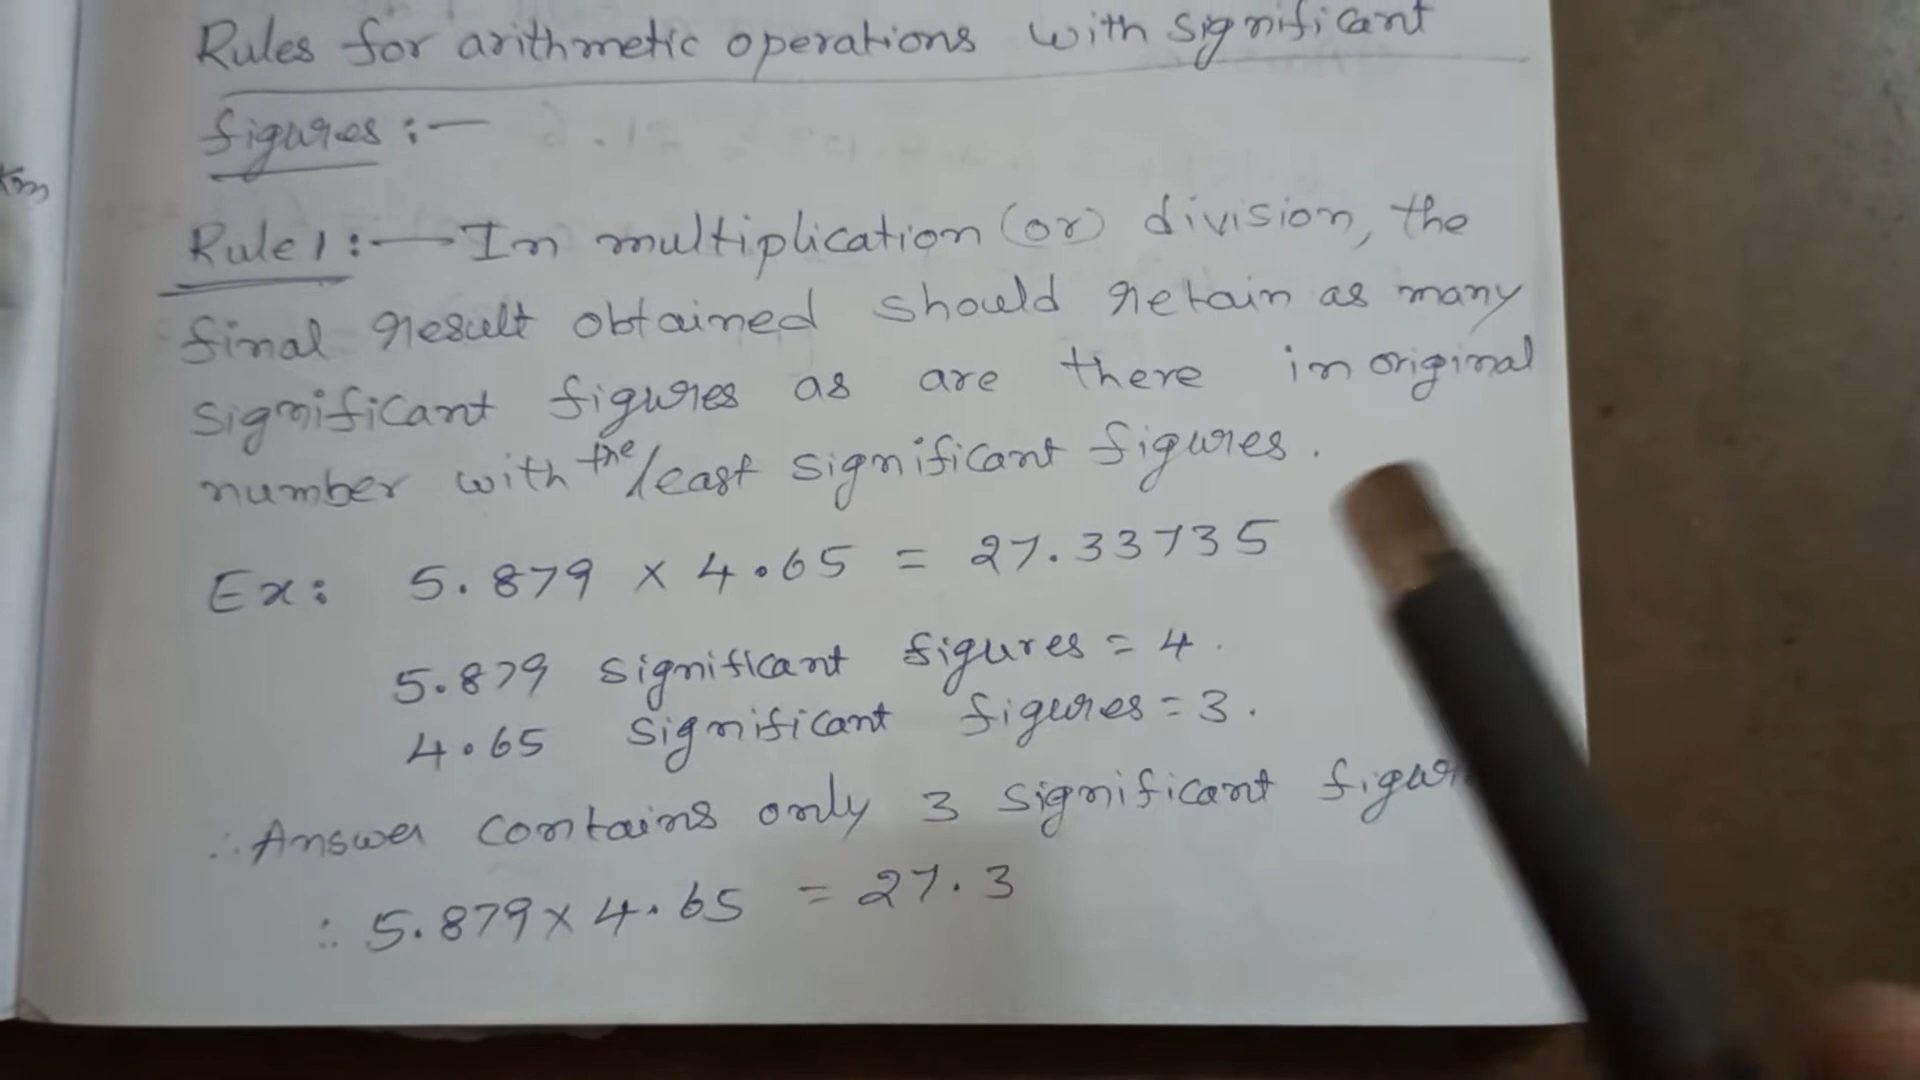 Rules for arithmetic operations with significant
figures :-
Rule 1 :- In multiplication (or) division, the
final result obtained should retain as many
significant figures as are there in original
number with the least significant figures.
Ex: 5.879 × 4.65 = 27.33735
5.879 significant figures = 4.
4.65 significant figures = 3.
∴ Answer contains only 3 significant
∴ 5.879 × 4.65 = 27.3